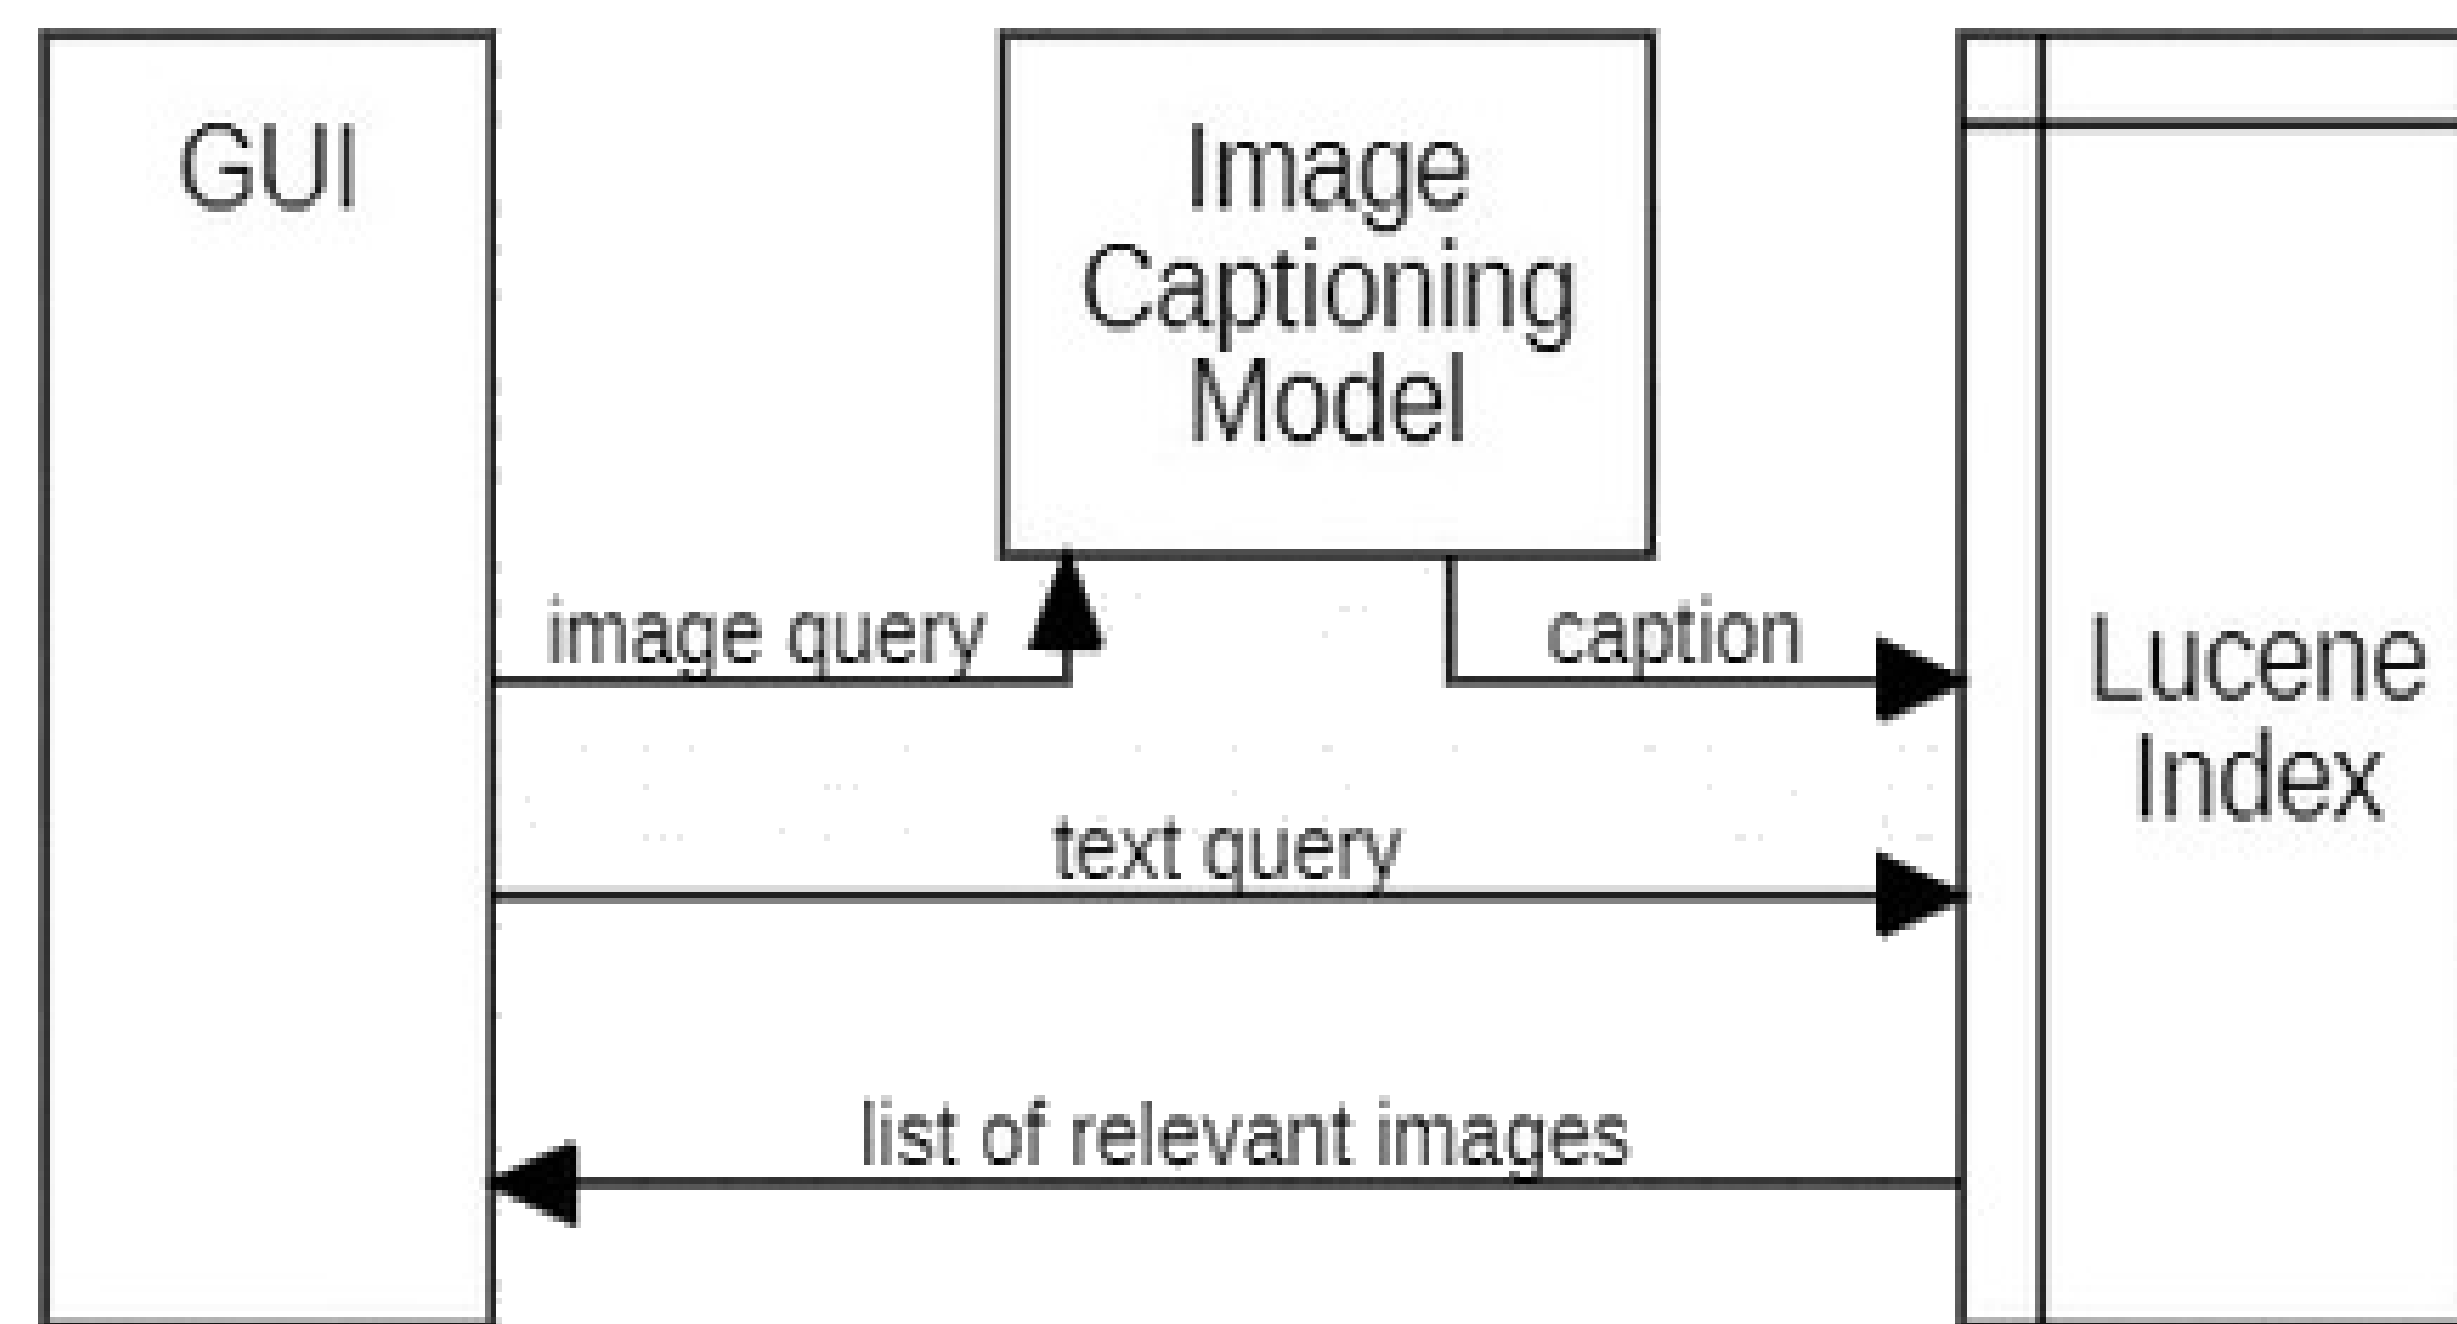 GUI
Image
Captioning
Model
image query
caption
Lucene
Index
text query
list of relevant images